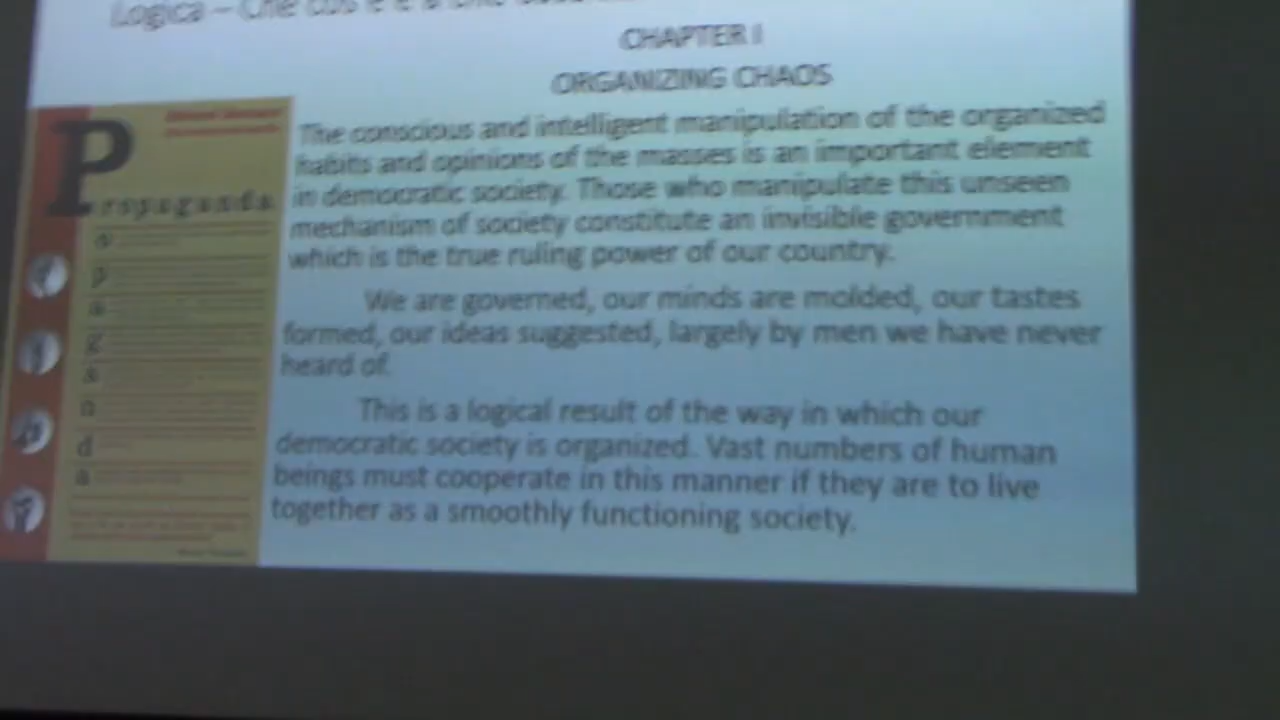 Logica – Che cos'è e a che
CHAPTER I
ORGANIZING CHAOS
The conscious and intelligent manipulation of the organized
habits and opinions of the masses is an important element
in democratic society. Those who manipulate this unseen
mechanism of society constitute an invisible government
which is the true ruling power of our country.
We are governed, our minds are molded, our tastes
formed, our ideas suggested, largely by men we have never
heard of.
This is a logical result of the way in which our
democratic society is organized. Vast numbers of human
beings must cooperate in this manner if they are to live
together as a smoothly functioning society.
Propaganda